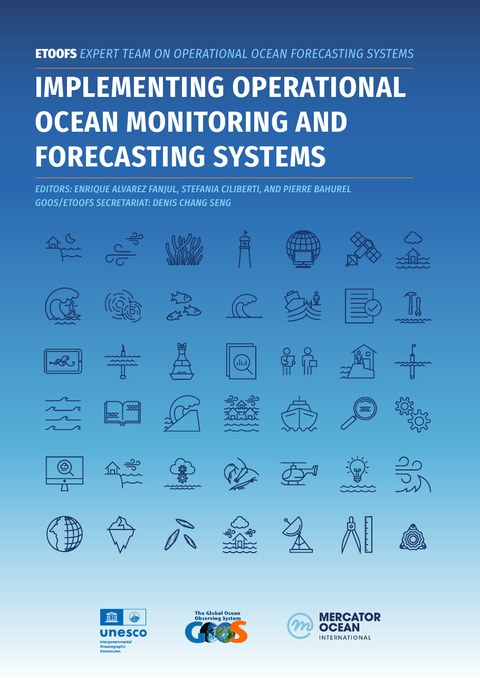 ETOOFS EXPERT TEAM ON OPERATIONAL OCEAN FORECASTING SYSTEMS
IMPLEMENTING OPERATIONAL
OCEAN MONITORING AND
FORECASTING SYSTEMS
EDITORS: ENRIQUE ALVAREZ FANJUL, STEFANIA CILIBERTI, AND PIERRE BAHUREL
GOOS/ETOOFS SECRETARIAT: DENIS CHANG SENG
unesco
Intergovernmental
Oceanographic
Commission
The Global Ocean
Observing System
GOOS
MERCATOR
OCEAN
INTERNATIONAL